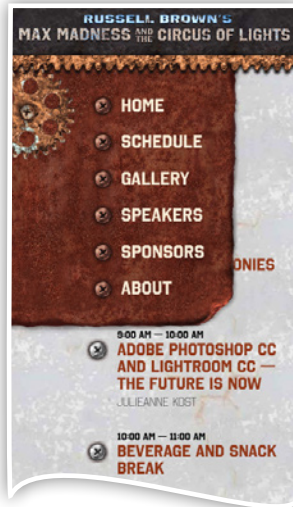 RUSSELL BROWN'S
MAX MADNESS AND THE CIRCUS OF LIGHTS
HOME
SCHEDULE
GALLERY
SPEAKERS
SPONSORS
ONIES
ABOUT
9:00 AM — 10:00 AM
ADOBE PHOTOSHOP CC
AND LIGHTROOM CC —
THE FUTURE IS NOW
JULIEANNE KOST
10:00 AM — 11:00 AM
BEVERAGE AND SNACK
BREAK